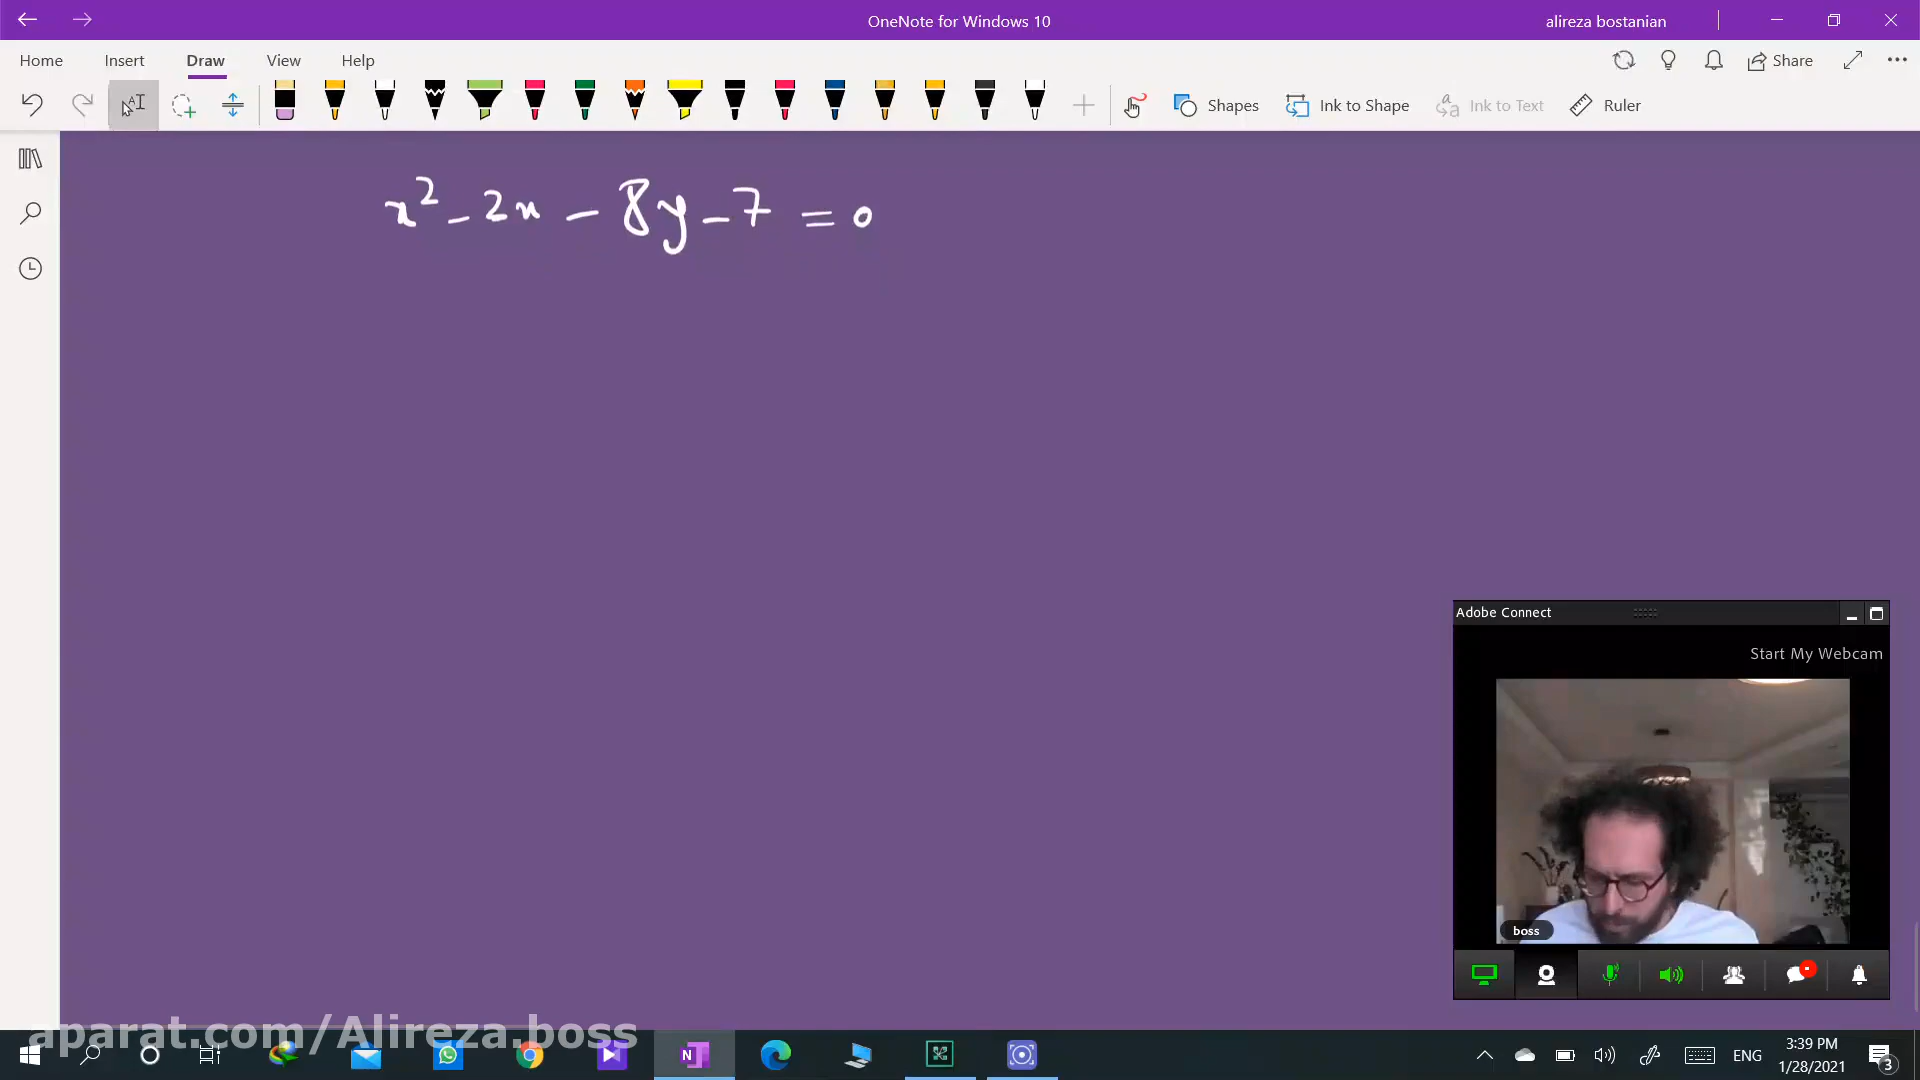 OneNote for Windows 10
alireza bostanian
Home Insert Draw View Help
Share
Shapes Ink to Shape Ink to Text Ruler
x² - 2x - 8y - 7 = 0
Adobe Connect
Start My Webcam
boss
aparat.com/Alireza.boss
ENG
3:39 PM
1/28/2021
3